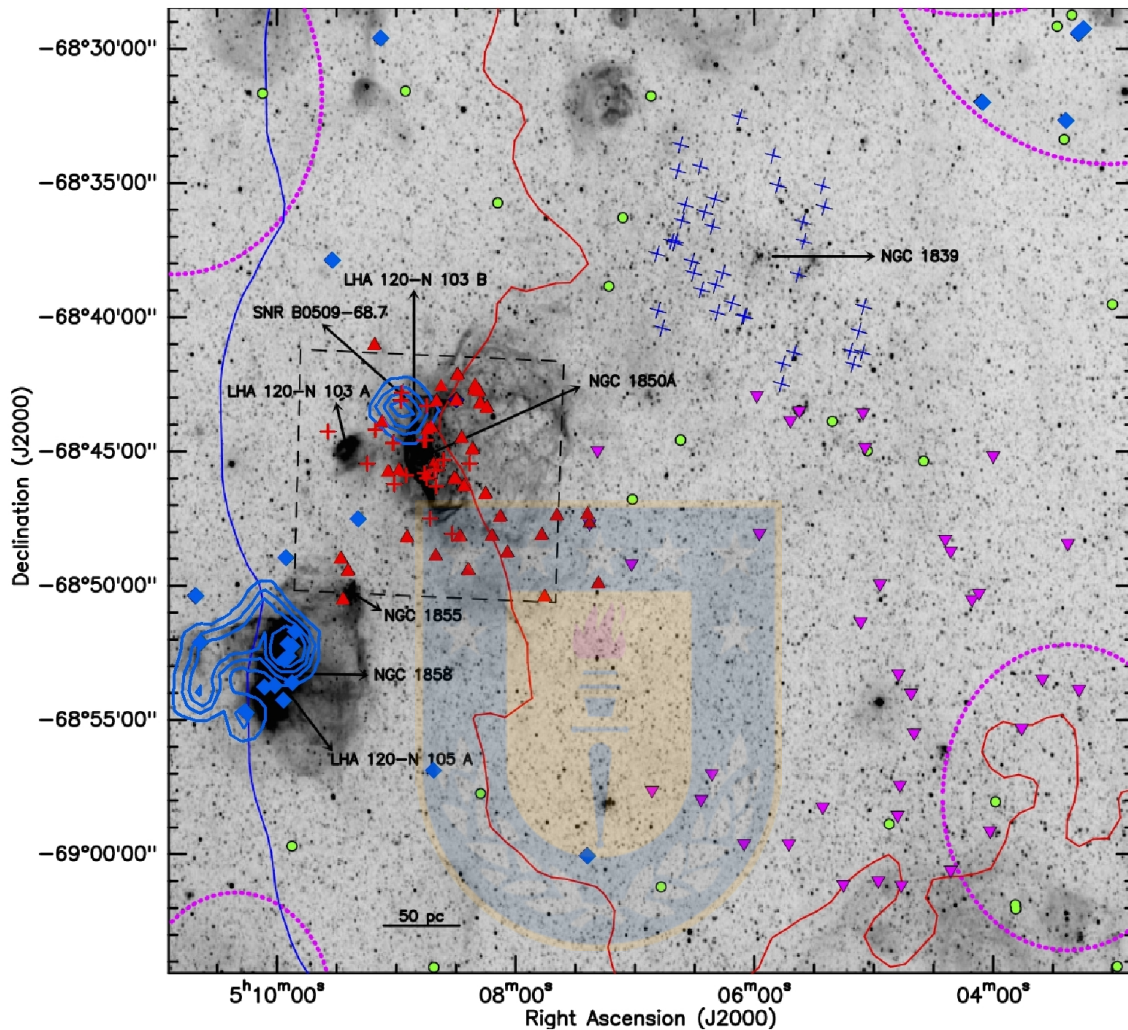 −68°30'00"
−68°35'00"
−68°40'00"
−68°45'00"
−68°50'00"
−68°55'00"
−69°00'00"
Declination (J2000)
LHA 120−N 103 B
SNR B0509−68.7
LHA 120−N 103 A
NGC 1839
NGC 1850A
NGC 1855
NGC 1858
LHA 120−N 105 A
50 pc
5ʰ10ᵐ00ˢ
08ᵐ00ˢ
06ᵐ00ˢ
04ᵐ00ˢ
Right Ascension (J2000)